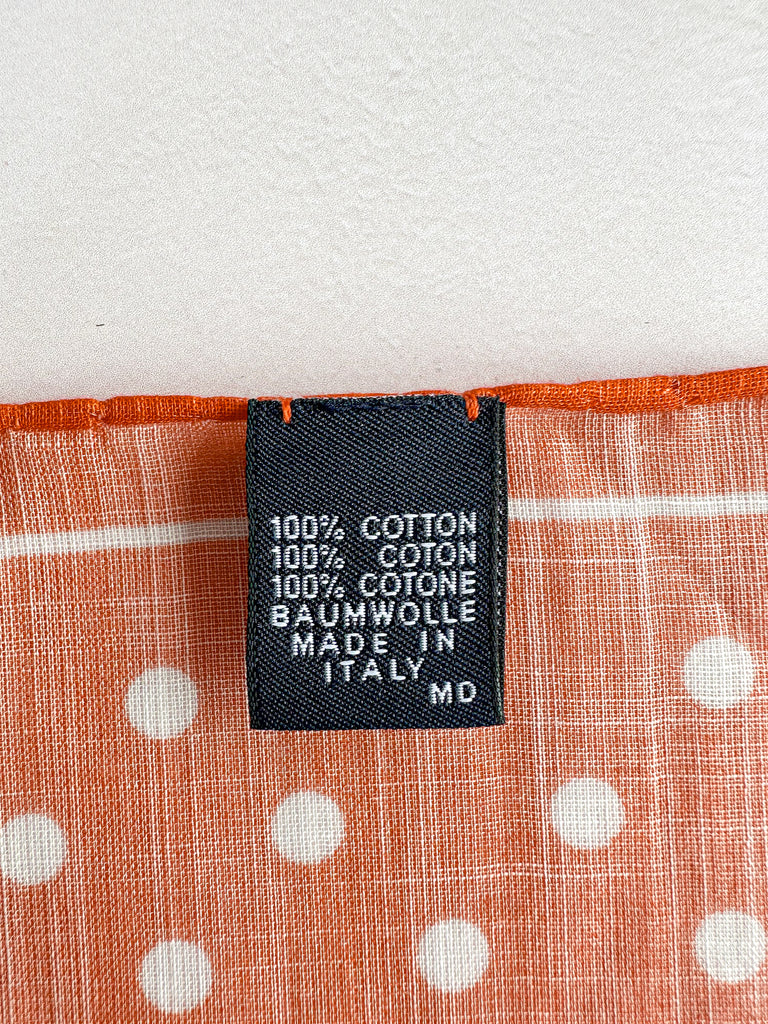 100% COTTON
100% COTON
100% COTONE
BAUMWOLLE
MADE IN
ITALY
MD